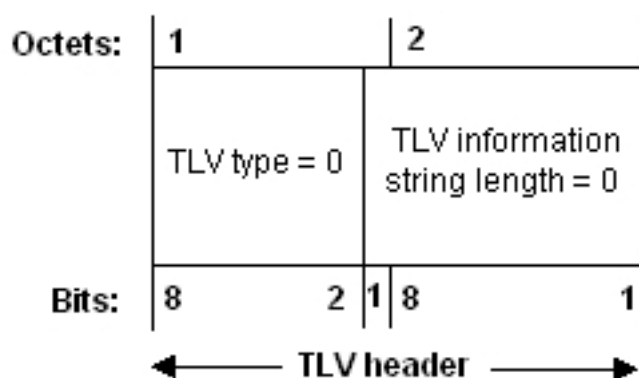 Octets: 1 2
TLV type = 0
TLV information
string length = 0
Bits: 8 2 1 8 1
TLV header